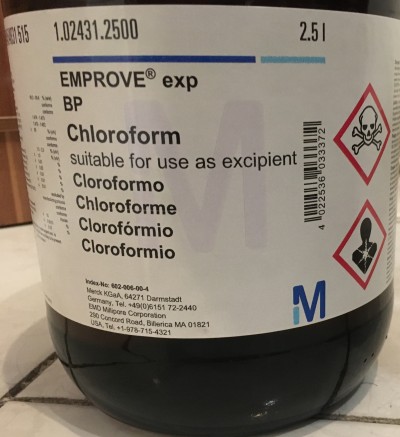 1.02431.2500 2.5 l
EMPROVE® exp
BP
Chloroform
suitable for use as excipient
Cloroformo
Chloroforme
Clorofórmio
Cloroformio
4 022536 033372
Index-No: 602-006-00-4
Merck KGaA, 64271 Darmstadt
Germany, Tel. +49(0)6151 72-2440
EMD Millipore Corporation
290 Concord Road, Billerica MA 01821
USA, Tel. +1-978-715-4321
M